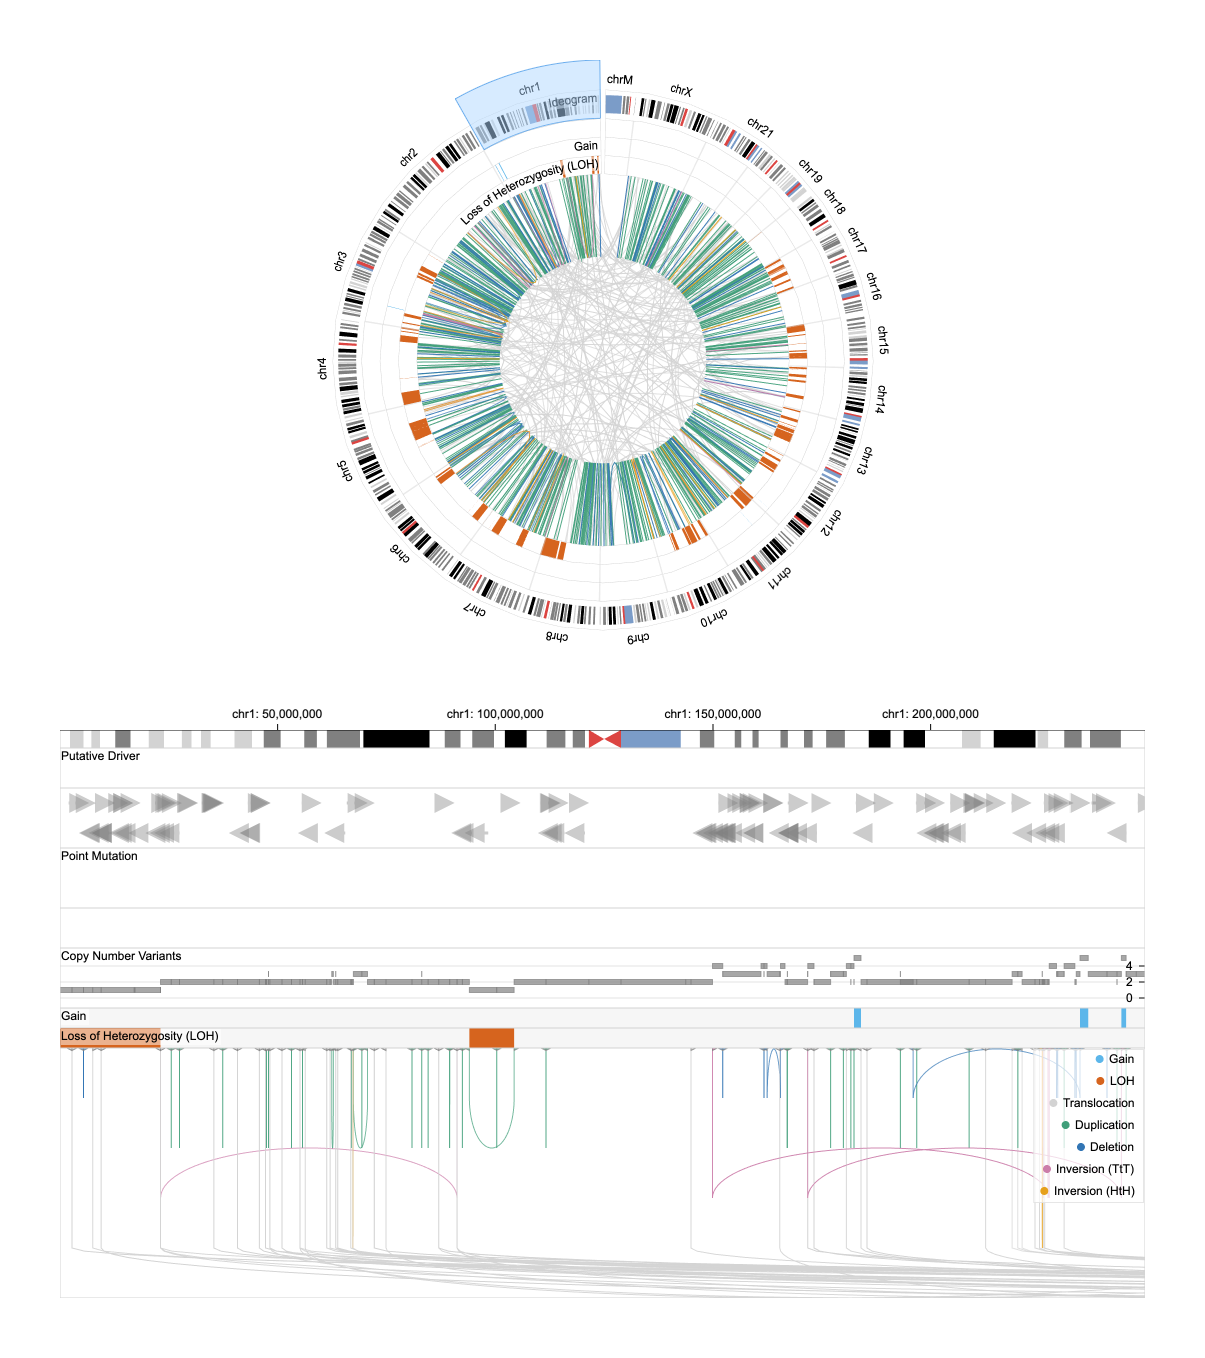 chrM
chrX
chr21
chr19
chr18
chr17
chr16
chr15
chr14
chr13
chr12
chr11
chr10
chr9
chr8
chr7
chr6
chr5
chr4
chr3
chr2
chr1
Ideogram
Gain
Loss of Heterozygosity (LOH)
chr1: 50,000,000
chr1: 100,000,000
chr1: 150,000,000
chr1: 200,000,000
Putative Driver
Point Mutation
Copy Number Variants
4
2
0
Gain
Loss of Heterozygosity (LOH)
Gain
LOH
Translocation
Duplication
Deletion
Inversion (TtT)
Inversion (HtH)